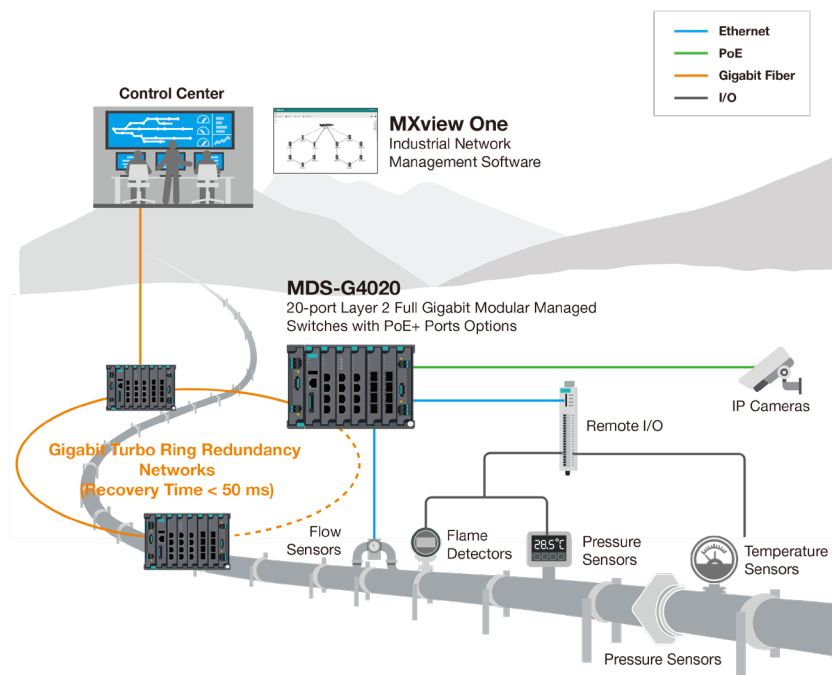 Ethernet
PoE
Gigabit Fiber
I/O
Control Center
MXview One
Industrial Network
Management Software
MDS-G4020
20-port Layer 2 Full Gigabit Modular Managed
Switches with PoE+ Ports Options
IP Cameras
Remote I/O
Gigabit Turbo Ring Redundancy
Networks
(Recovery Time < 50 ms)
Flow
Sensors
Flame
Detectors
28.5°C
Pressure
Sensors
Temperature
Sensors
Pressure Sensors